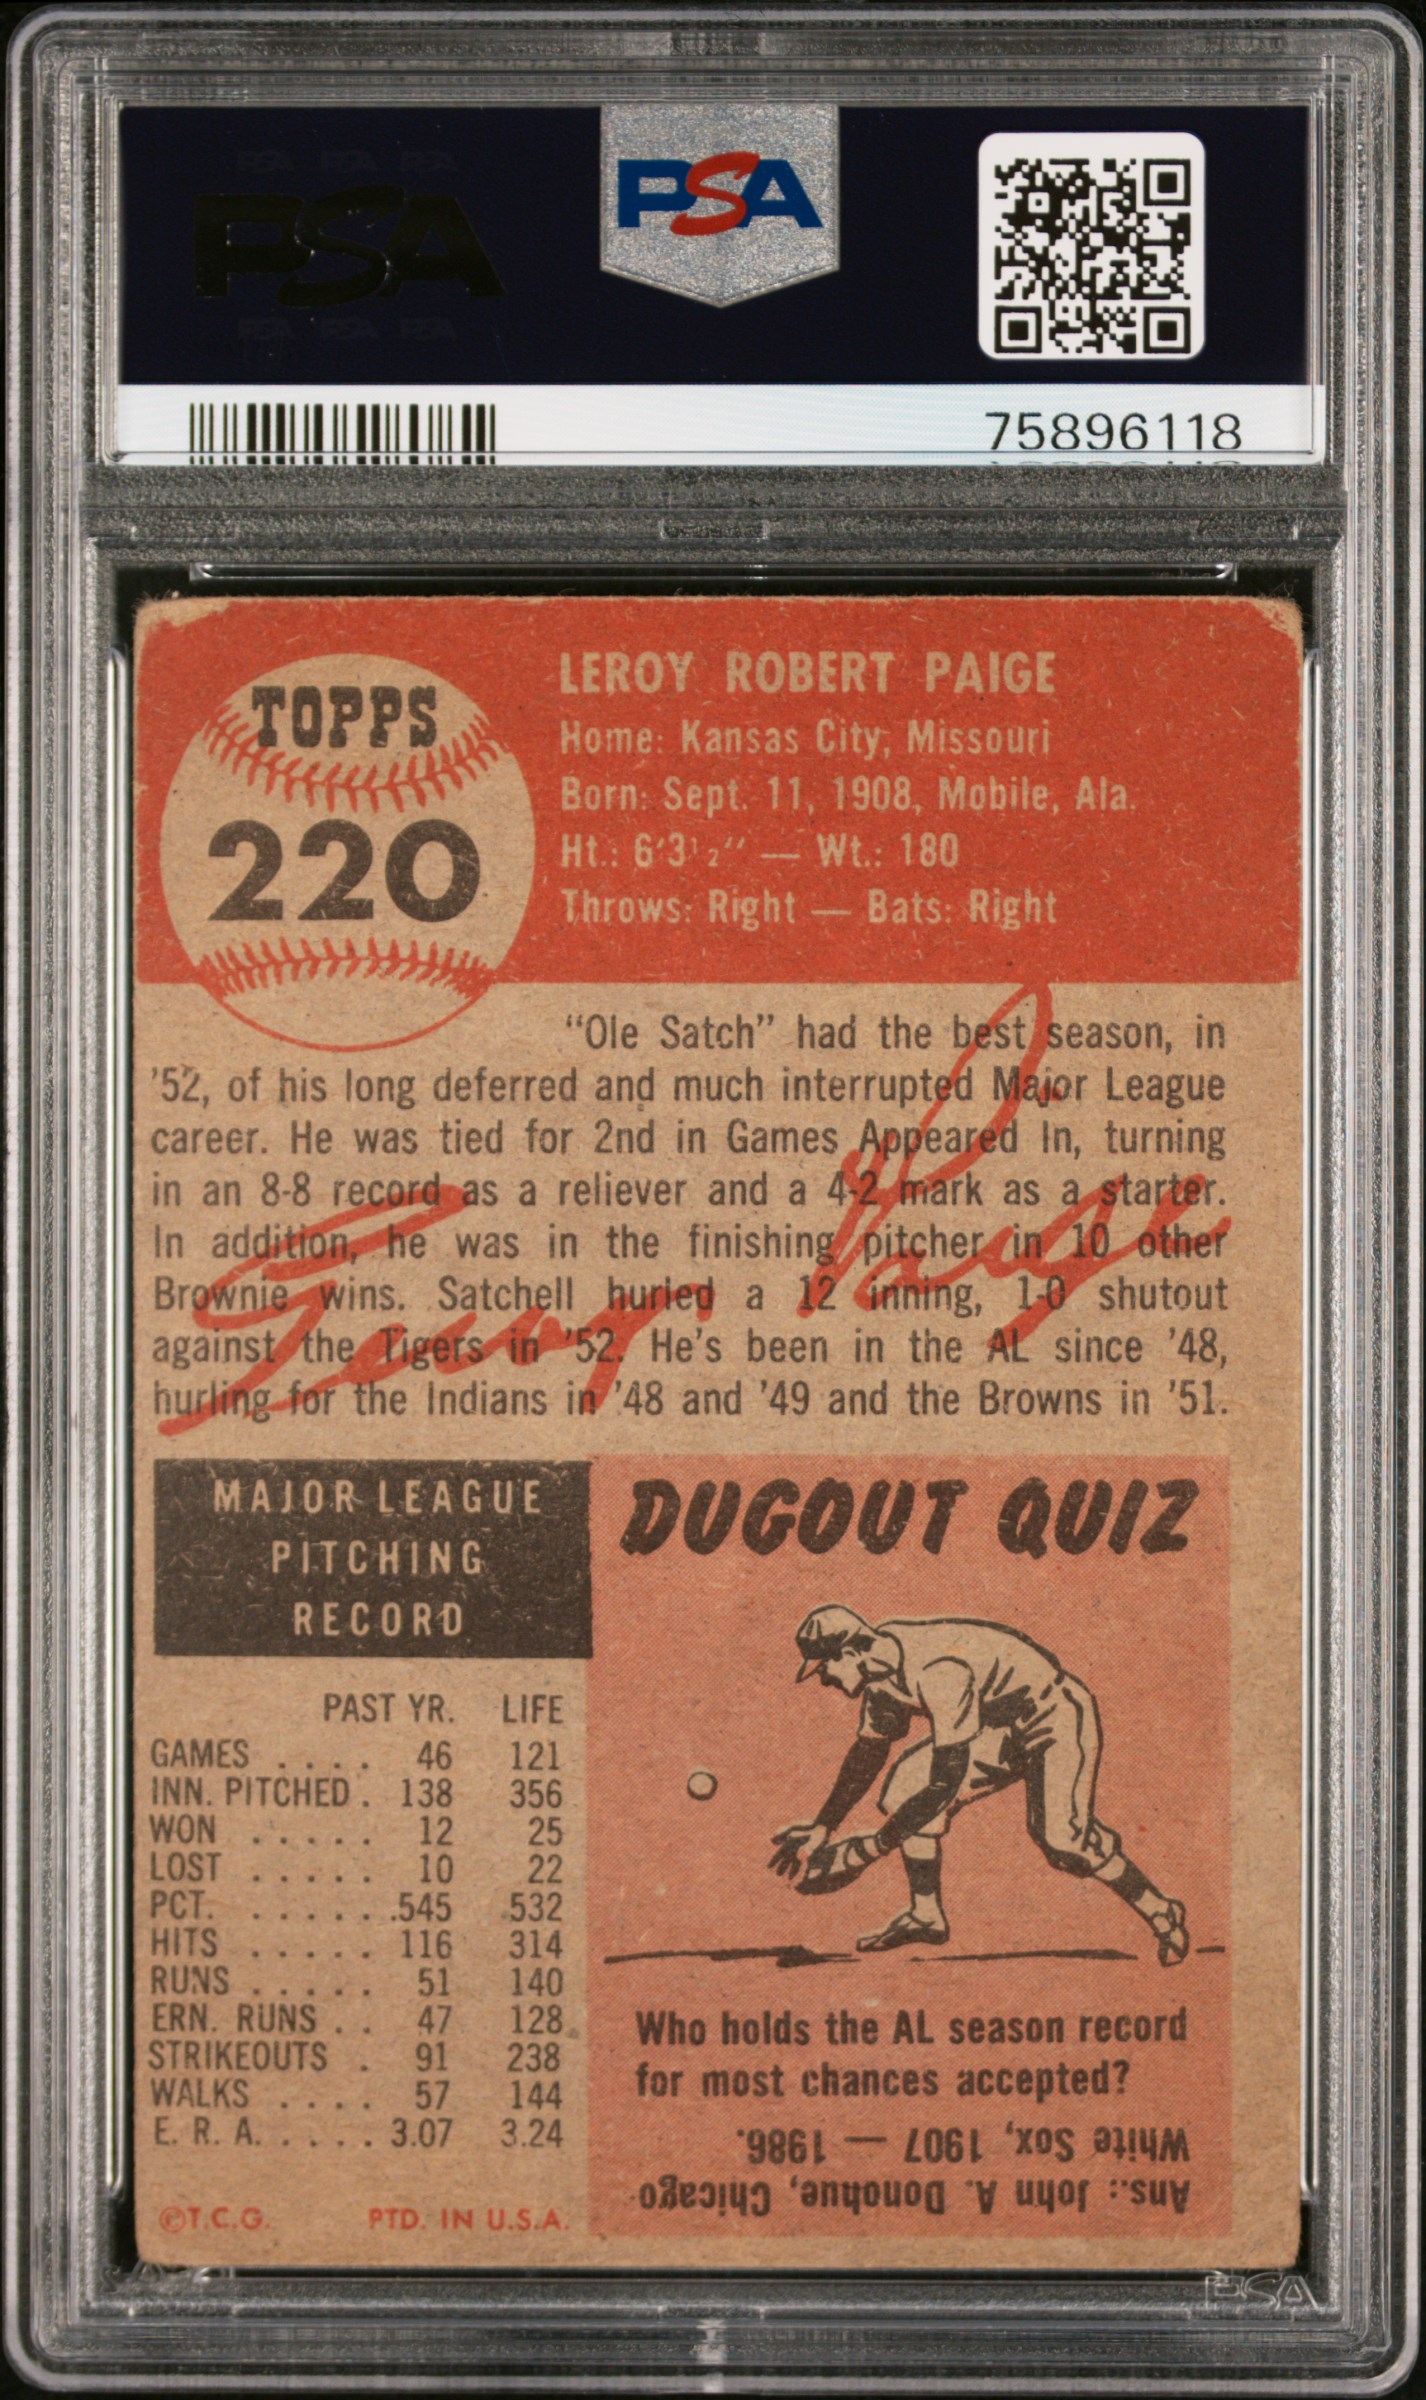 PSA
PSA
75896118
TOPPS
220
LEROY ROBERT PAIGE
Home: Kansas City, Missouri
Born: Sept. 11, 1908, Mobile, Ala.
Ht.: 6'3½" — Wt.: 180
Throws: Right — Bats: Right
"Ole Satch" had the best season, in
'52, of his long deferred and much interrupted Major League
career. He was tied for 2nd in Games Appeared In, turning
in an 8-8 record as a reliever and a 4-2 mark as a starter.
In addition, he was in the finishing pitcher in 10 other
Brownie wins. Satchell hurled a 12 inning, 1-0 shutout
against the Tigers in '52. He's been in the AL since '48,
hurling for the Indians in '48 and '49 and the Browns in '51.
Leroy Paige
MAJOR LEAGUE
PITCHING
RECORD
PAST YR. LIFE
GAMES .... 46 121
INN. PITCHED . 138 356
WON ..... 12 25
LOST ..... 10 22
PCT. ...... .545 .532
HITS ..... 116 314
RUNS ..... 51 140
ERN. RUNS .. 47 128
STRIKEOUTS . 91 238
WALKS .... 57 144
E. R. A. ..... 3.07 3.24
©T.C.G. PTD. IN U.S.A.
DUGOUT QUIZ
Who holds the AL season record
for most chances accepted?
Ans.: John A. Donohue, Chicago
White Sox, 1907 — 1986.
PSA